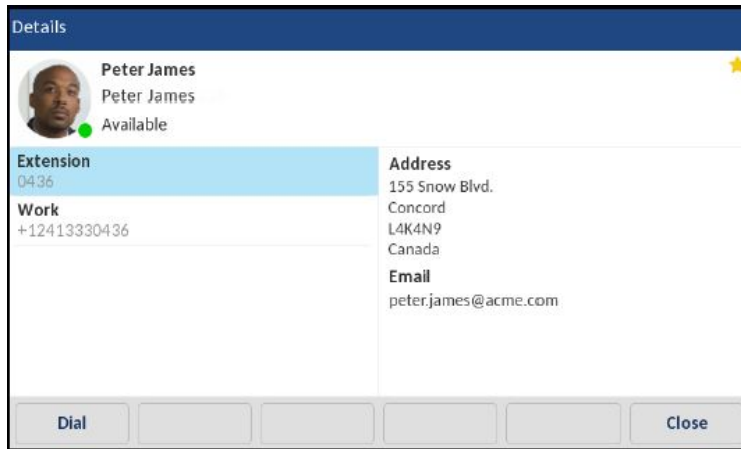 Details
Peter James
Peter James
Available
Extension
0436
Work
+12413330436
Address
155 Snow Blvd.
Concord
L4K4N9
Canada
Email
peter.james@acme.com
Dial
Close